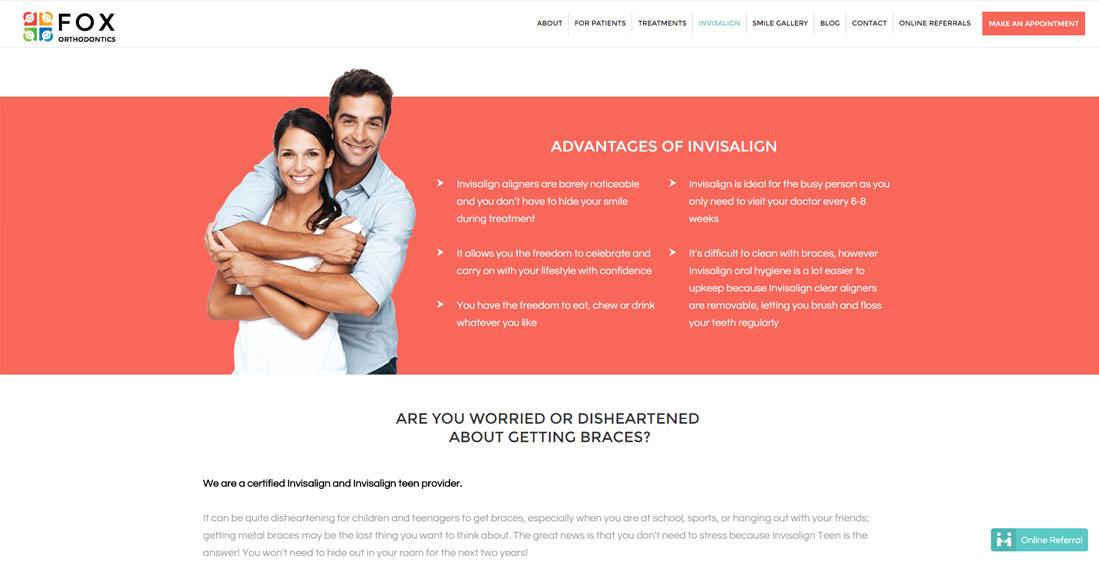 FOX
ORTHODONTICS
ABOUT
FOR PATIENTS
TREATMENTS
INVISALIGN
SMILE GALLERY
BLOG
CONTACT
ONLINE REFERRALS
MAKE AN APPOINTMENT
ADVANTAGES OF INVISALIGN
Invisalign aligners are barely noticeable
and you don't have to hide your smile
during treatment
It allows you the freedom to celebrate and
carry on with your lifestyle with confidence
You have the freedom to eat, chew or drink
whatever you like
Invisalign is ideal for the busy person as you
only need to visit your doctor every 6-8
weeks
It's difficult to clean with braces, however
Invisalign oral hygiene is a lot easier to
upkeep because Invisalign clear aligners
are removable, letting you brush and floss
your teeth regularly
ARE YOU WORRIED OR DISHEARTENED
ABOUT GETTING BRACES?
We are a certified Invisalign and Invisalign teen provider.
It can be quite disheartening for children and teenagers to get braces, especially when you are at school, sports, or hanging out with your friends;
getting metal braces may be the last thing you want to think about. The great news is that you don't need to stress because Invisalign Teen is the
answer! You won't need to hide out in your room for the next two years!
Online Referral